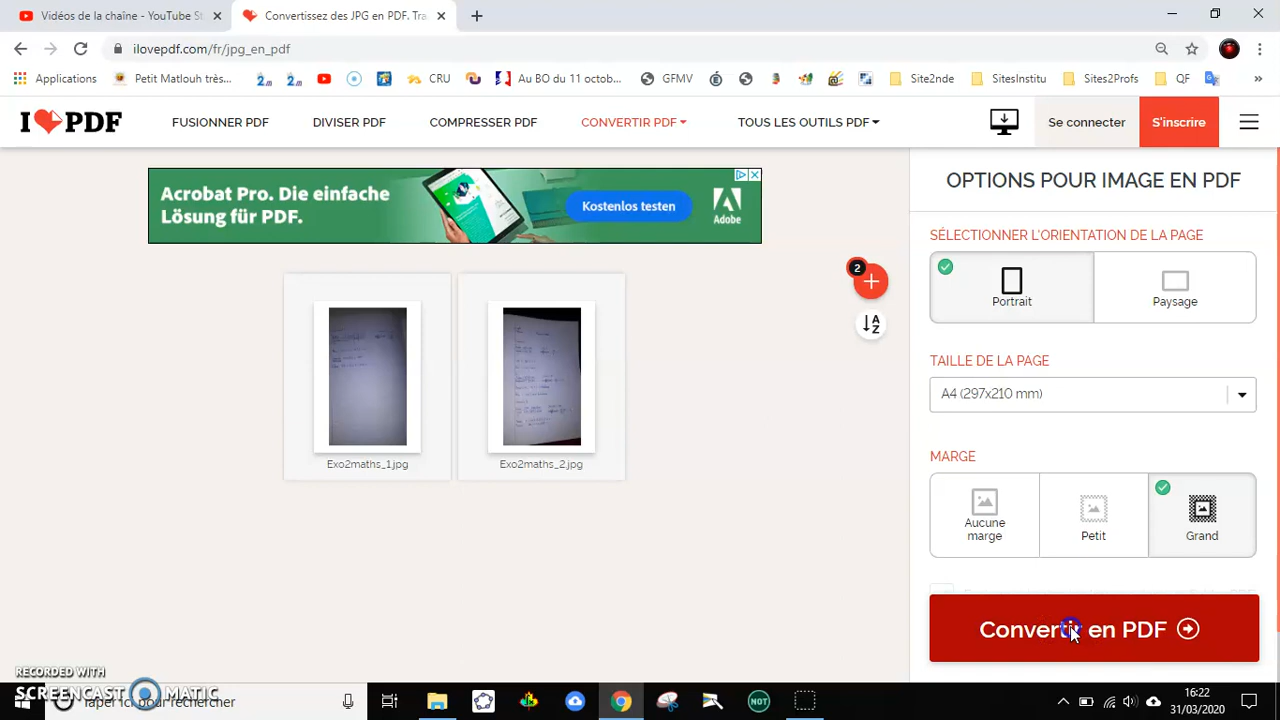 Vidéos de la chaîne - YouTube St
Convertissez des JPG en PDF. Tra
ilovepdf.com/fr/jpg_en_pdf
Applications
Petit Matlouh très...
CRU
Au BO du 11 octob...
GFMV
Site2nde
SitesInstitu
Sites2Profs
QF
»
I PDF
FUSIONNER PDF
DIVISER PDF
COMPRESSER PDF
CONVERTIR PDF
TOUS LES OUTILS PDF
Se connecter
S'inscrire
Acrobat Pro. Die einfache
Lösung für PDF.
Kostenlos testen
Adobe
2
A
Z
Exo2maths_1.jpg
Exo2maths_2.jpg
OPTIONS POUR IMAGE EN PDF
SÉLECTIONNER L'ORIENTATION DE LA PAGE
Portrait
Paysage
TAILLE DE LA PAGE
A4 (297x210 mm)
MARGE
Aucune
marge
Petit
Grand
Convertir en PDF
RECORDED WITH
SCREENCAST MATIC
Taper ici pour rechercher
NOT
16:22
31/03/2020